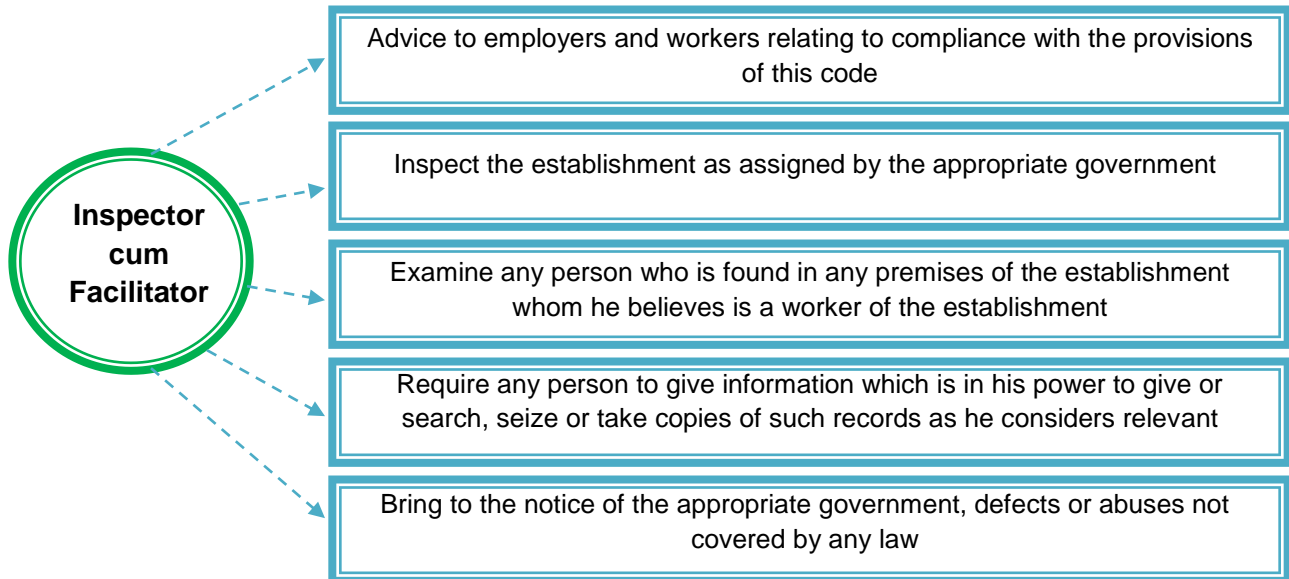 Advice to employers and workers relating to compliance with the provisions
of this code
Inspect the establishment as assigned by the appropriate government
Inspector
cum
Facilitator
Examine any person who is found in any premises of the establishment
whom he believes is a worker of the establishment
Require any person to give information which is in his power to give or
search, seize or take copies of such records as he considers relevant
Bring to the notice of the appropriate government, defects or abuses not
covered by any law